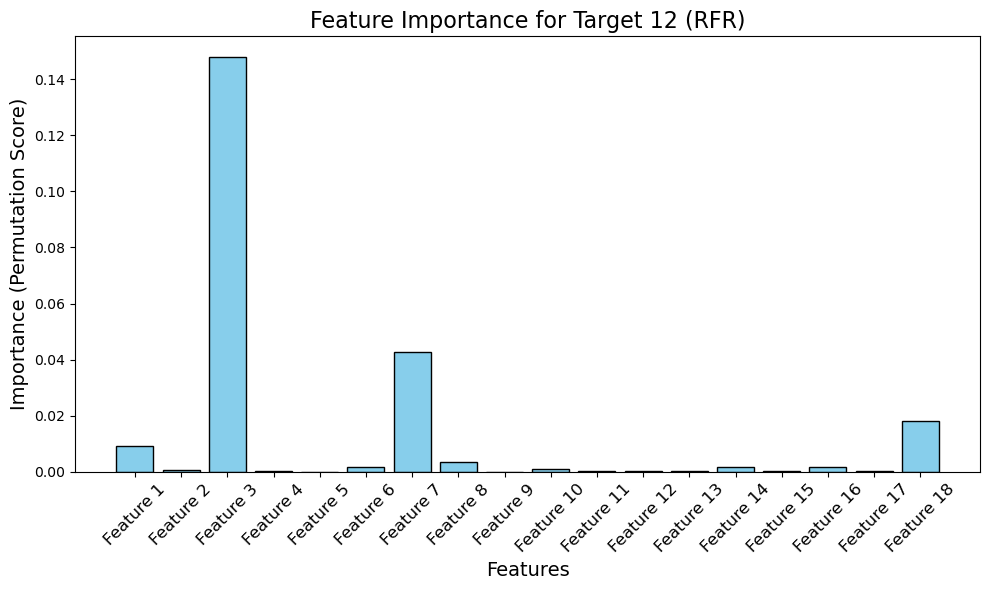 Feature Importance for Target 12 (RFR)
Importance (Permutation Score)
0.14
0.12
0.10
0.08
0.06
0.04
0.02
0.00
Feature 1
Feature 2
Feature 3
Feature 4
Feature 5
Feature 6
Feature 7
Feature 8
Feature 9
Feature 10
Feature 11
Feature 12
Feature 13
Feature 14
Feature 15
Feature 16
Feature 17
Feature 18
Features